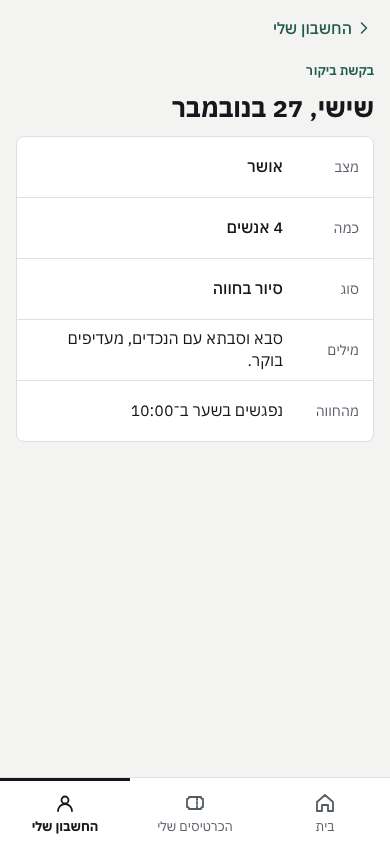 החשבון שלי
בקשת ביקור
שישי, 27 בנובמבר
מצב
אושר
כמה
4 אנשים
סוג
סיור בחווה
מילים
סבא וסבתא עם הנכדים, מעדיפים
בוקר.
מהחווה
נפגשים בשער ב־10:00
בית
הכרטיסים שלי
החשבון שלי